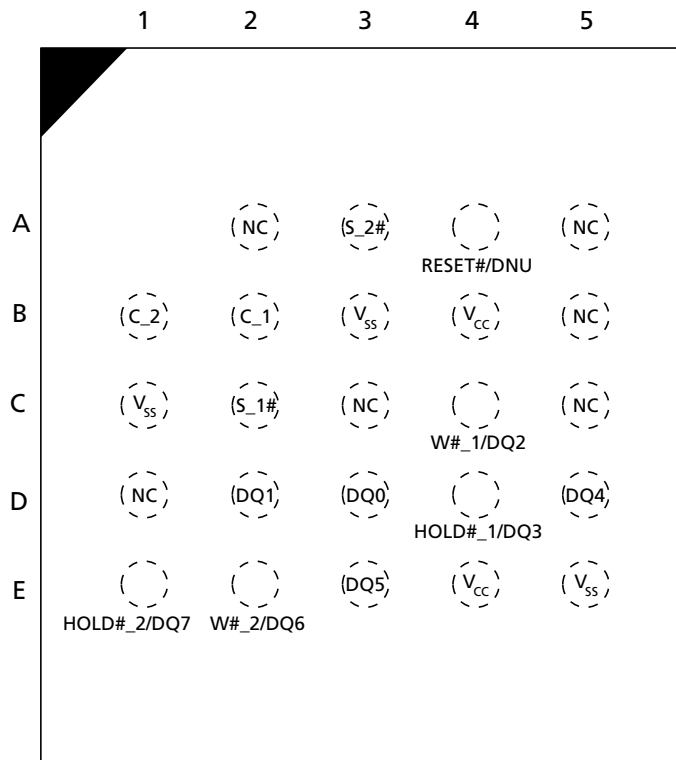 1 2 3 4 5
A NC S_2# NC
RESET#/DNU
B C_2 C_1 VSS VCC NC
C VSS S_1# NC NC
W#_1/DQ2
D NC DQ1 DQ0 DQ4
HOLD#_1/DQ3
E DQ5 VCC VSS
HOLD#_2/DQ7 W#_2/DQ6